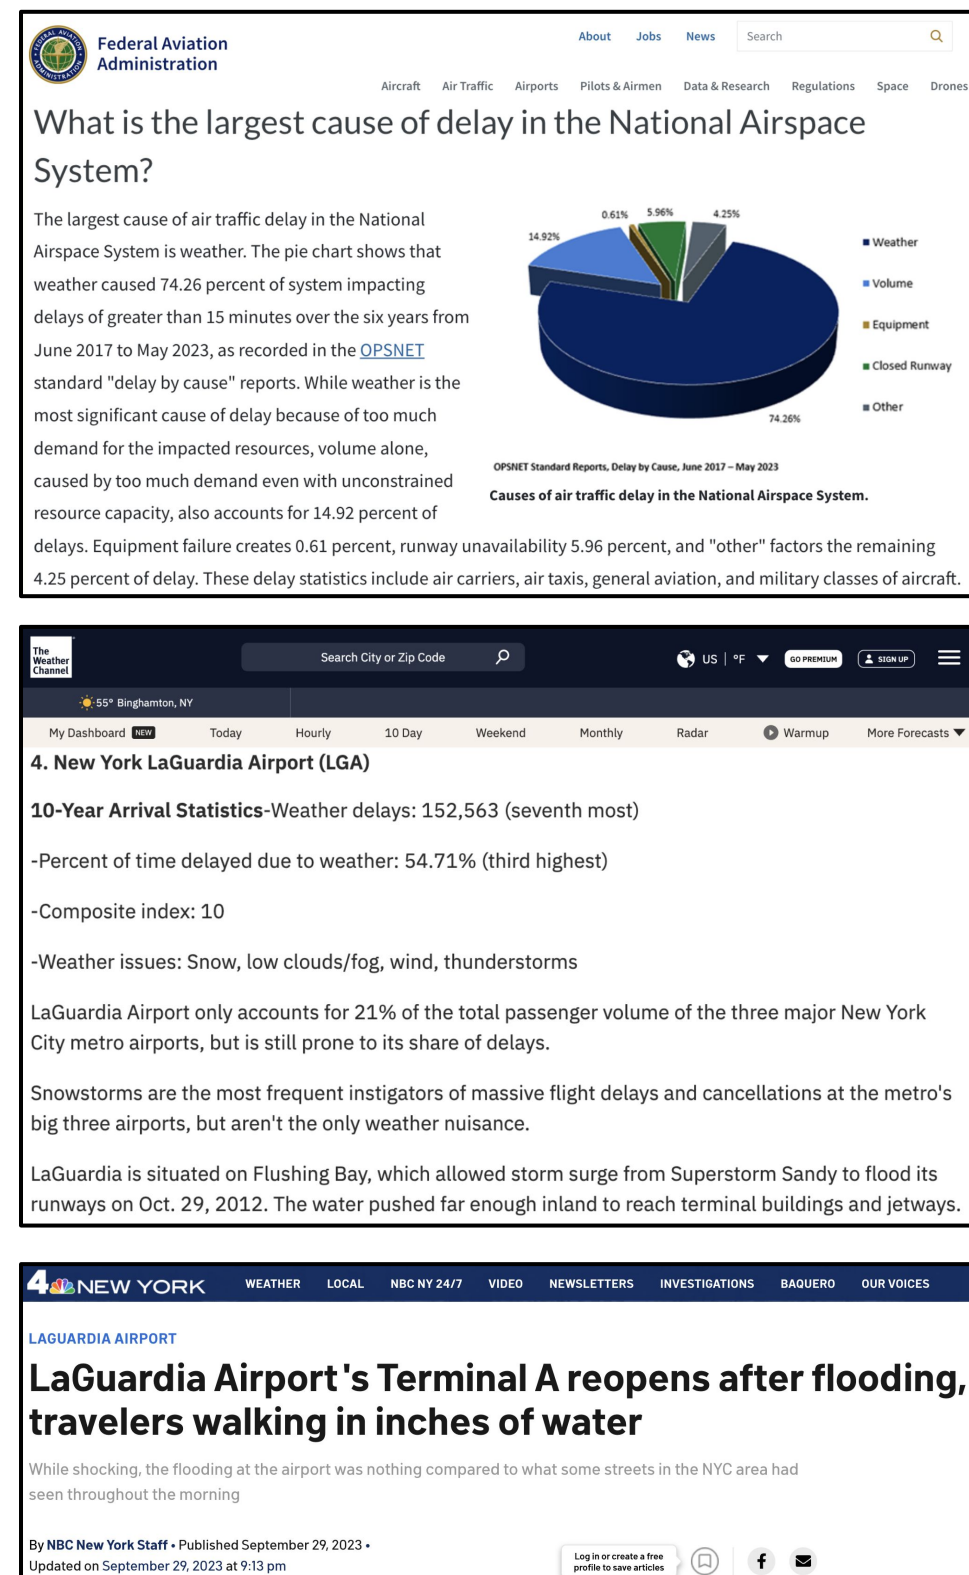 Federal Aviation
Administration
About Jobs News Search
Aircraft Air Traffic Airports Pilots & Airmen Data & Research Regulations Space Drones
What is the largest cause of delay in the National Airspace
System?
The largest cause of air traffic delay in the National
Airspace System is weather. The pie chart shows that
weather caused 74.26 percent of system impacting
delays of greater than 15 minutes over the six years from
June 2017 to May 2023, as recorded in the OPSNET
standard "delay by cause" reports. While weather is the
most significant cause of delay because of too much
demand for the impacted resources, volume alone,
caused by too much demand even with unconstrained
resource capacity, also accounts for 14.92 percent of
delays. Equipment failure creates 0.61 percent, runway unavailability 5.96 percent, and "other" factors the remaining
4.25 percent of delay. These delay statistics include air carriers, air taxis, general aviation, and military classes of aircraft.
14.92% 0.61% 5.96% 4.25%
74.26%
Weather
Volume
Equipment
Closed Runway
Other
OPSNET Standard Reports, Delay by Cause, June 2017 – May 2023
Causes of air traffic delay in the National Airspace System.
The
Weather
Channel
Search City or Zip Code
US | °F GO PREMIUM SIGN UP
55° Binghamton, NY
My Dashboard NEW Today Hourly 10 Day Weekend Monthly Radar Warmup More Forecasts
4. New York LaGuardia Airport (LGA)
10-Year Arrival Statistics-Weather delays: 152,563 (seventh most)
-Percent of time delayed due to weather: 54.71% (third highest)
-Composite index: 10
-Weather issues: Snow, low clouds/fog, wind, thunderstorms
LaGuardia Airport only accounts for 21% of the total passenger volume of the three major New York
City metro airports, but is still prone to its share of delays.
Snowstorms are the most frequent instigators of massive flight delays and cancellations at the metro's
big three airports, but aren't the only weather nuisance.
LaGuardia is situated on Flushing Bay, which allowed storm surge from Superstorm Sandy to flood its
runways on Oct. 29, 2012. The water pushed far enough inland to reach terminal buildings and jetways.
4 NEW YORK WEATHER LOCAL NBC NY 24/7 VIDEO NEWSLETTERS INVESTIGATIONS BAQUERO OUR VOICES
LAGUARDIA AIRPORT
LaGuardia Airport's Terminal A reopens after flooding,
travelers walking in inches of water
While shocking, the flooding at the airport was nothing compared to what some streets in the NYC area had
seen throughout the morning
By NBC New York Staff • Published September 29, 2023 •
Updated on September 29, 2023 at 9:13 pm
Log in or create a free
profile to save articles